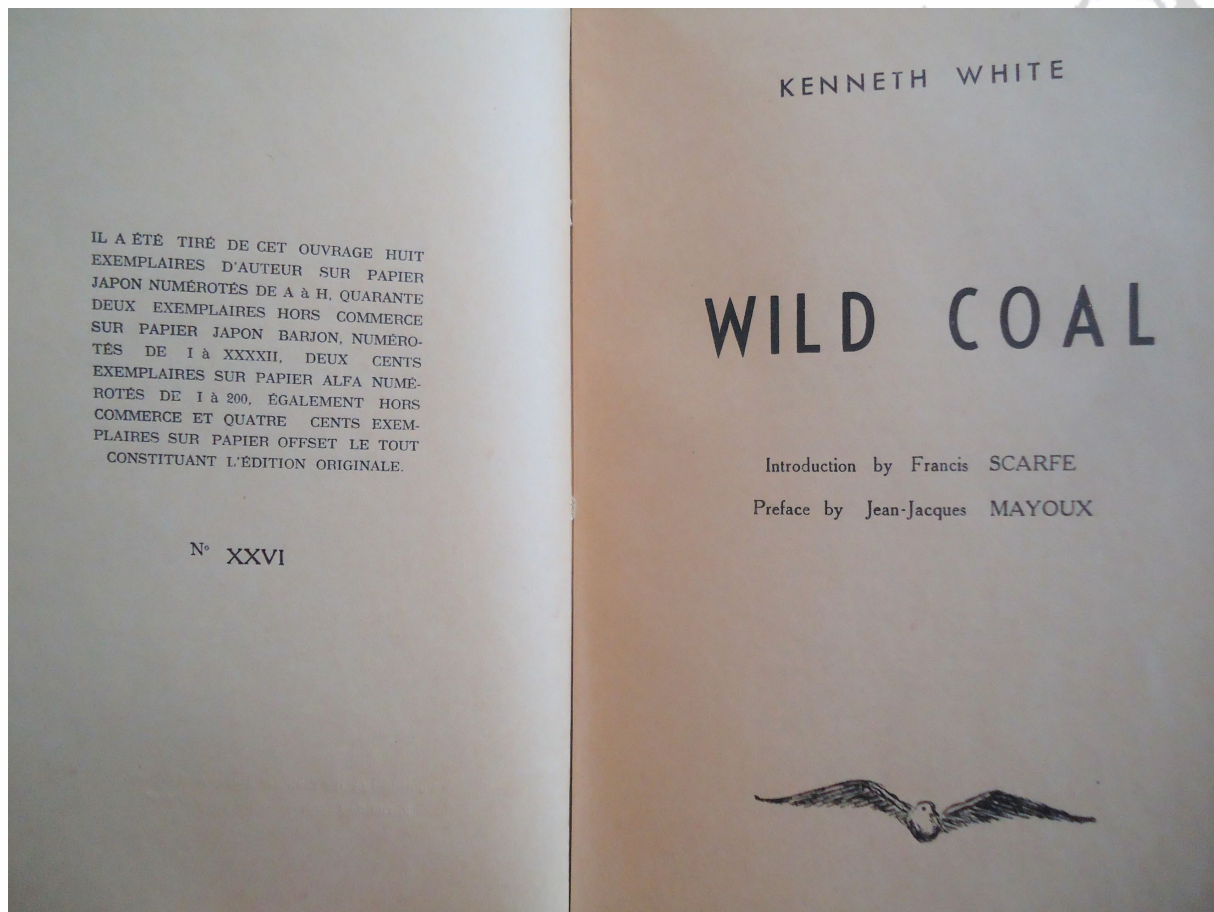 IL A ÉTÉ TIRÉ DE CET OUVRAGE HUIT
EXEMPLAIRES D'AUTEUR SUR PAPIER
JAPON NUMÉROTÉS DE A à H, QUARANTE
DEUX EXEMPLAIRES HORS COMMERCE
SUR PAPIER JAPON BARJON, NUMÉRO-
TÉS DE I à XXXXII, DEUX CENTS
EXEMPLAIRES SUR PAPIER ALFA NUMÉ-
ROTÉS DE I à 200, ÉGALEMENT HORS
COMMERCE ET QUATRE CENTS EXEM-
PLAIRES SUR PAPIER OFFSET LE TOUT
CONSTITUANT L'ÉDITION ORIGINALE.
N° XXVI
KENNETH WHITE
WILD COAL
Introduction by Francis SCARFE
Preface by Jean-Jacques MAYOUX